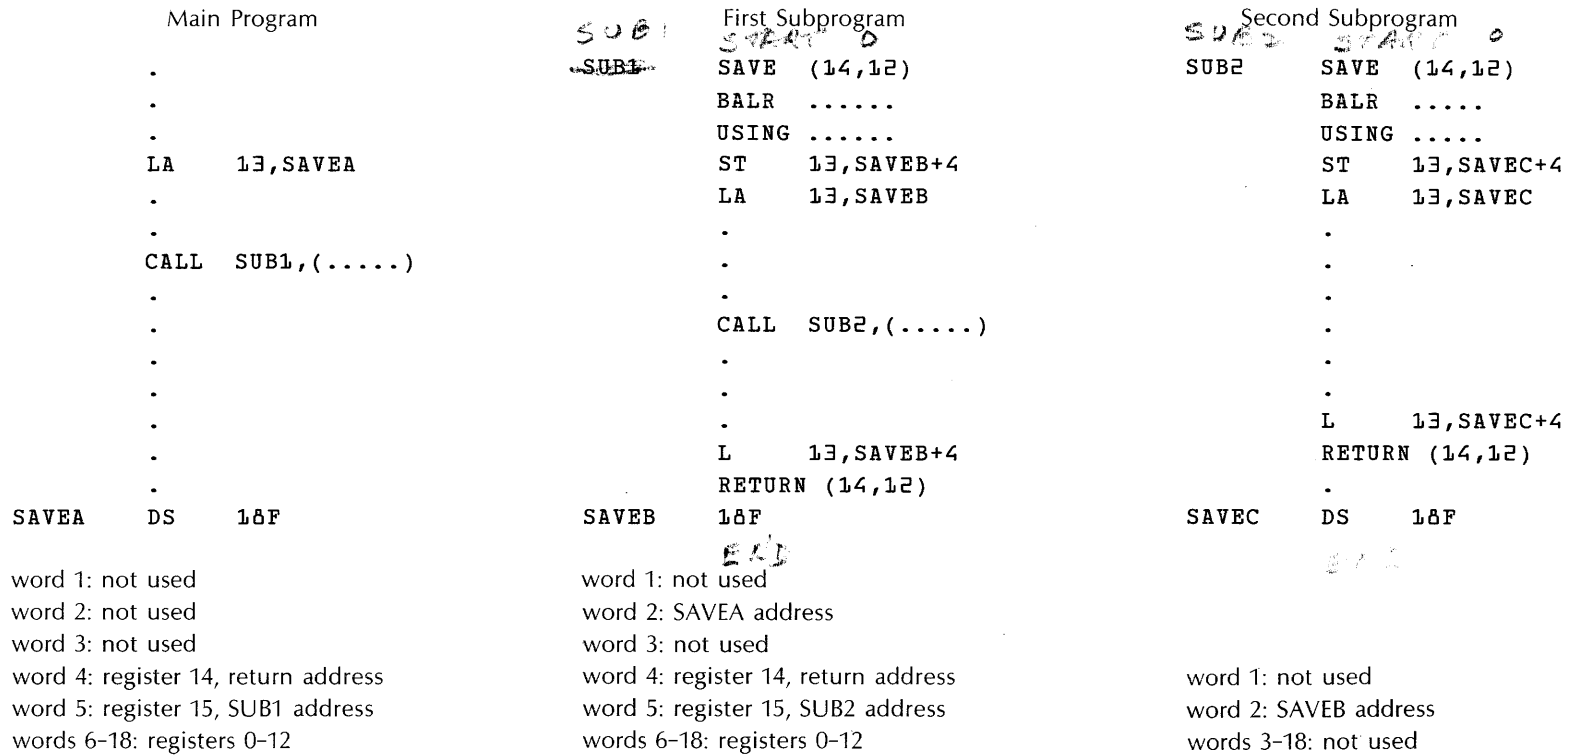 Main Program
.
.
.
LA 13,SAVEA
.
.
CALL SUB1,(.....)
.
.
.
.
.
.
.
SAVEA DS 18F
word 1: not used
word 2: not used
word 3: not used
word 4: register 14, return address
word 5: register 15, SUB1 address
words 6-18: registers 0-12
First Subprogram
SUB1 START 0
SUB1 SAVE (14,12)
BALR ......
USING ......
ST 13,SAVEB+4
LA 13,SAVEB
.
.
.
CALL SUB2,(.....)
.
.
.
L 13,SAVEB+4
RETURN (14,12)
SAVEB 18F
END
word 1: not used
word 2: SAVEA address
word 3: not used
word 4: register 14, return address
word 5: register 15, SUB2 address
words 6-18: registers 0-12
Second Subprogram
SUB2 START 0
SUB2 SAVE (14,12)
BALR .....
USING .....
ST 13,SAVEC+4
LA 13,SAVEC
.
.
.
.
.
.
L 13,SAVEC+4
RETURN (14,12)
.
SAVEC DS 18F
word 1: not used
word 2: SAVEB address
words 3-18: not used